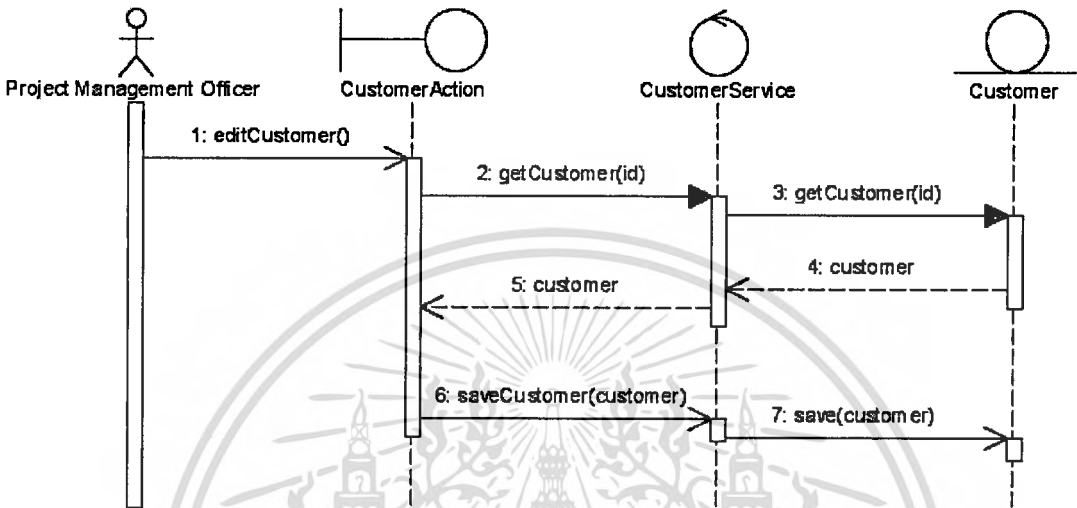 Project Management Officer
CustomerAction
CustomerService
Customer
1: editCustomer()
2: getCustomer(id)
3: getCustomer(id)
4: customer
5: customer
6: saveCustomer(customer)
7: save(customer)